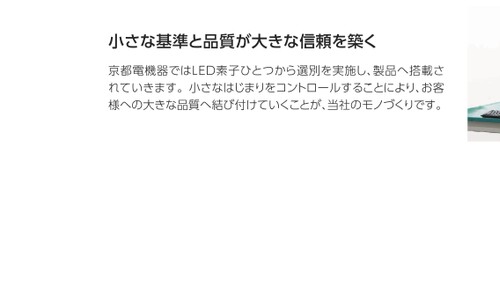 小さな基準と品質が大きな信頼を築く
京都電機器ではLED素子ひとつから選別を実施し、製品へ搭載さ
れていきます。小さなはじまりをコントロールすることにより、お客
様への大きな品質へ結び付けていくことが、当社のモノづくりです。